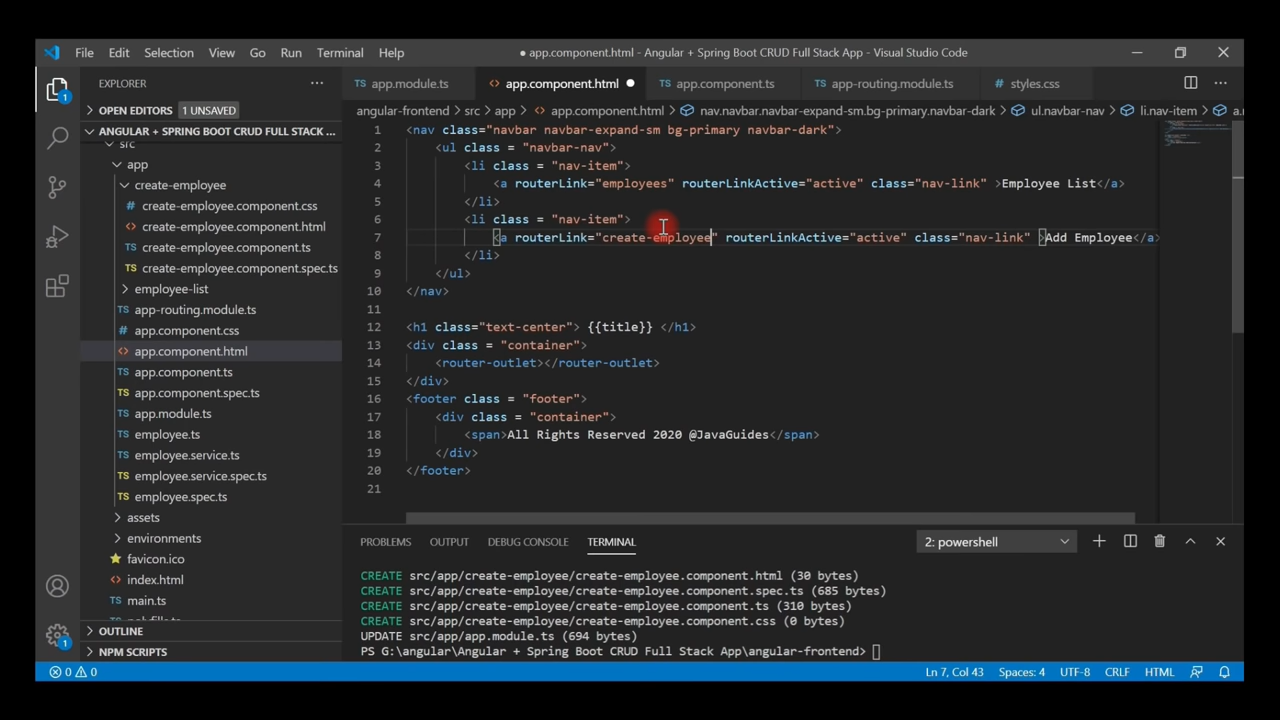 File Edit Selection View Go Run Terminal Help ● app.component.html - Angular + Spring Boot CRUD Full Stack App - Visual Studio Code
EXPLORER
OPEN EDITORS 1 UNSAVED
ANGULAR + SPRING BOOT CRUD FULL STACK ...
src
app
create-employee
create-employee.component.css
create-employee.component.html
TS create-employee.component.ts
TS create-employee.component.spec.ts
employee-list
TS app-routing.module.ts
# app.component.css
<> app.component.html
TS app.component.ts
TS app.component.spec.ts
TS app.module.ts
TS employee.ts
TS employee.service.ts
TS employee.service.spec.ts
TS employee.spec.ts
assets
environments
favicon.ico
<> index.html
TS main.ts
OUTLINE
NPM SCRIPTS
1
1
TS app.module.ts <> app.component.html ● TS app.component.ts TS app-routing.module.ts # styles.css
angular-frontend > src > app > <> app.component.html > nav.navbar.navbar-expand-sm.bg-primary.navbar-dark > ul.navbar-nav > li.nav-item > a.
1 <nav class="navbar navbar-expand-sm bg-primary navbar-dark">
2 <ul class = "navbar-nav">
3 <li class = "nav-item">
4 <a routerLink="employees" routerLinkActive="active" class="nav-link" >Employee List</a>
5 </li>
6 <li class = "nav-item">
7 <a routerLink="create-employee" routerLinkActive="active" class="nav-link" >Add Employee</a>
8 </li>
9 </ul>
10 </nav>
11
12 <h1 class="text-center"> {{title}} </h1>
13 <div class = "container">
14 <router-outlet></router-outlet>
15 </div>
16 <footer class = "footer">
17 <div class = "container">
18 <span>All Rights Reserved 2020 @JavaGuides</span>
19 </div>
20 </footer>
21
PROBLEMS OUTPUT DEBUG CONSOLE TERMINAL 2: powershell
CREATE src/app/create-employee/create-employee.component.html (30 bytes)
CREATE src/app/create-employee/create-employee.component.spec.ts (685 bytes)
CREATE src/app/create-employee/create-employee.component.ts (310 bytes)
CREATE src/app/create-employee/create-employee.component.css (0 bytes)
UPDATE src/app/app.module.ts (694 bytes)
PS G:\angular\Angular + Spring Boot CRUD Full Stack App\angular-frontend>
0 0 Ln 7, Col 43 Spaces: 4 UTF-8 CRLF HTML